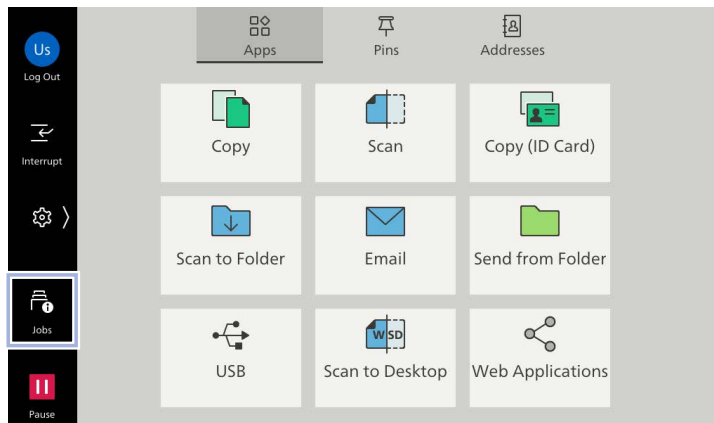 Us
Log Out
Interrupt
Jobs
Pause
Apps
Pins
Addresses
Copy
Scan
Copy (ID Card)
Scan to Folder
Email
Send from Folder
USB
WSD
Scan to Desktop
Web Applications